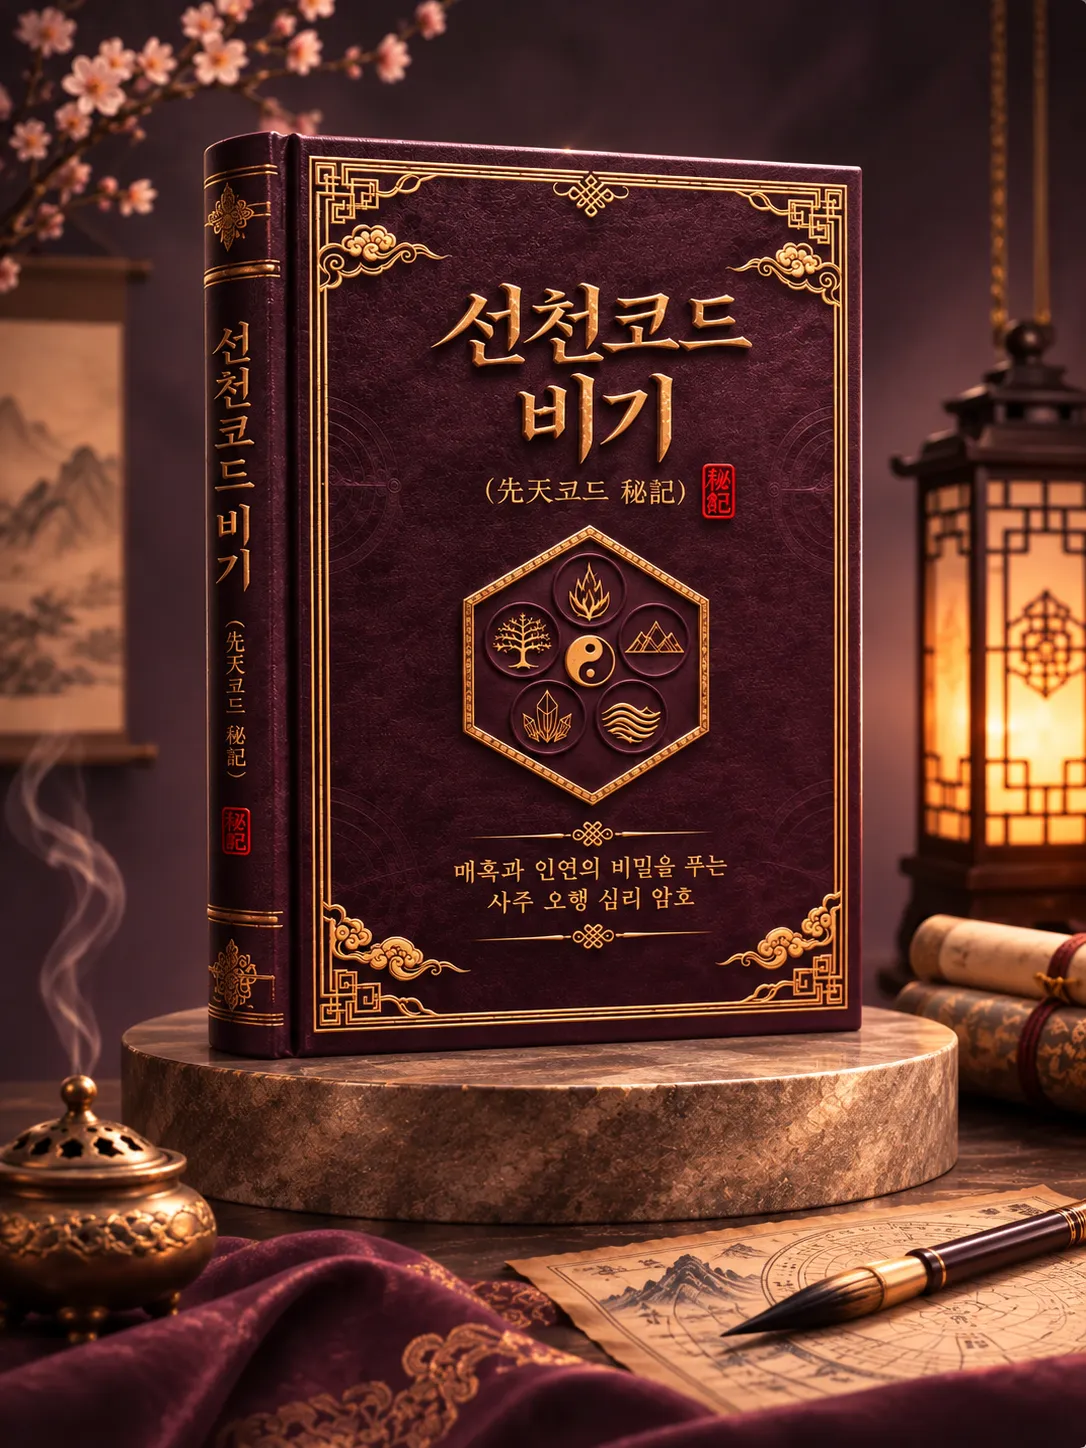 선천코드
비기
(先天코드 秘記)
秘記
매혹과 인연의 비밀을 푸는
사주 오행 심리 암호
선천코드 비기
(先天코드 秘記)
秘記